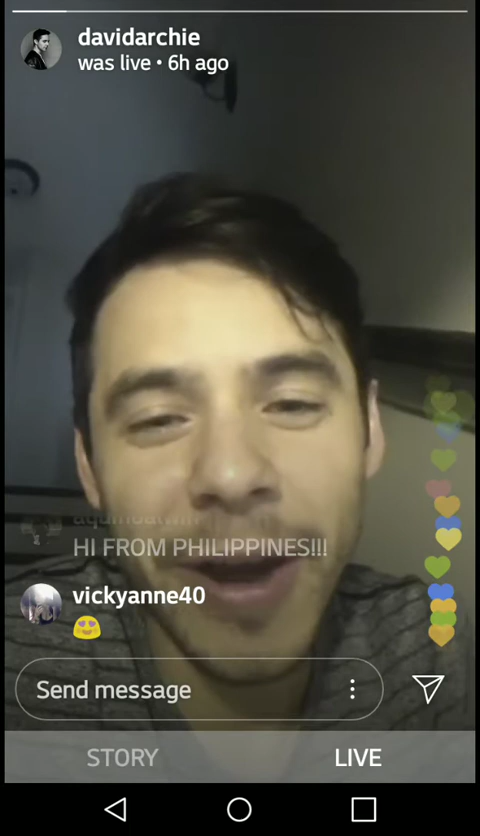 davidarchie
was live • 6h ago
HI FROM PHILIPPINES!!!
vickyanne40
😍
Send message
STORY
LIVE